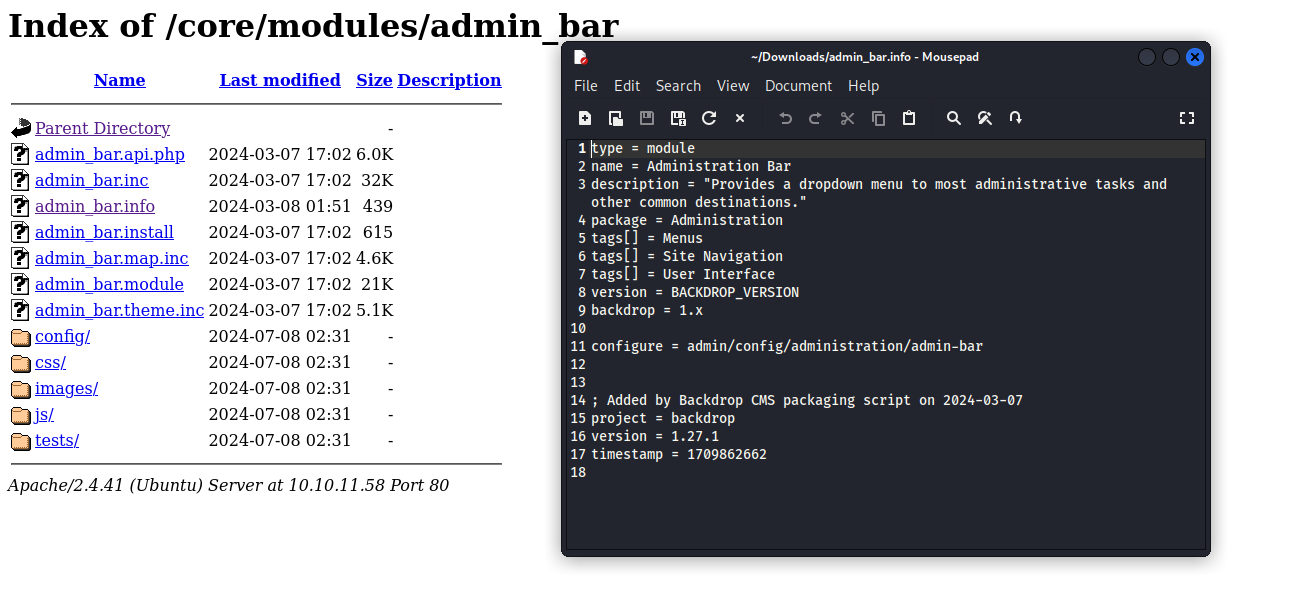 Index of /core/modules/admin_bar
Name Last modified Size Description
Parent Directory -
admin_bar.api.php 2024-03-07 17:02 6.0K
admin_bar.inc 2024-03-07 17:02 32K
admin_bar.info 2024-03-08 01:51 439
admin_bar.install 2024-03-07 17:02 615
admin_bar.map.inc 2024-03-07 17:02 4.6K
admin_bar.module 2024-03-07 17:02 21K
admin_bar.theme.inc 2024-03-07 17:02 5.1K
config/ 2024-07-08 02:31 -
css/ 2024-07-08 02:31 -
images/ 2024-07-08 02:31 -
js/ 2024-07-08 02:31 -
tests/ 2024-07-08 02:31 -
Apache/2.4.41 (Ubuntu) Server at 10.10.11.58 Port 80
~/Downloads/admin_bar.info - Mousepad
File Edit Search View Document Help
1 type = module
2 name = Administration Bar
3 description = "Provides a dropdown menu to most administrative tasks and
other common destinations."
4 package = Administration
5 tags[] = Menus
6 tags[] = Site Navigation
7 tags[] = User Interface
8 version = BACKDROP_VERSION
9 backdrop = 1.x
10
11 configure = admin/config/administration/admin-bar
12
13
14 ; Added by Backdrop CMS packaging script on 2024-03-07
15 project = backdrop
16 version = 1.27.1
17 timestamp = 1709862662
18